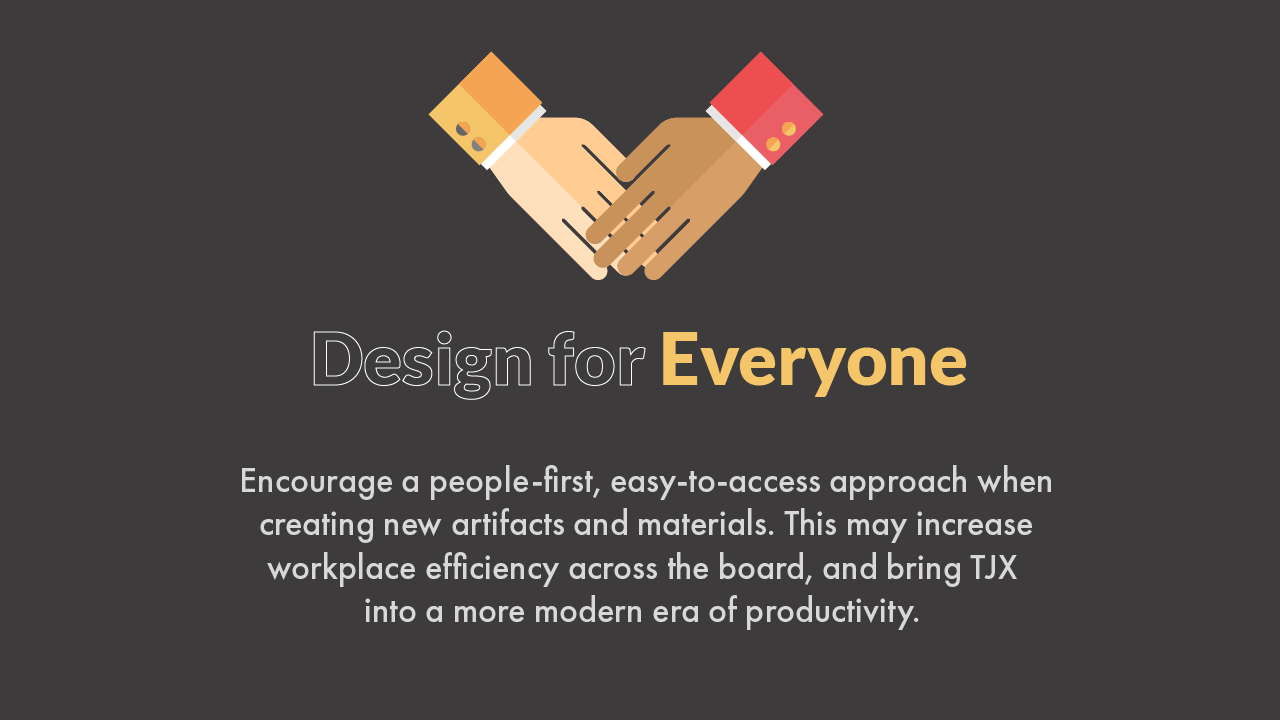 Design for Everyone
Encourage a people-first, easy-to-access approach when
creating new artifacts and materials. This may increase
workplace efficiency across the board, and bring TJX
into a more modern era of productivity.